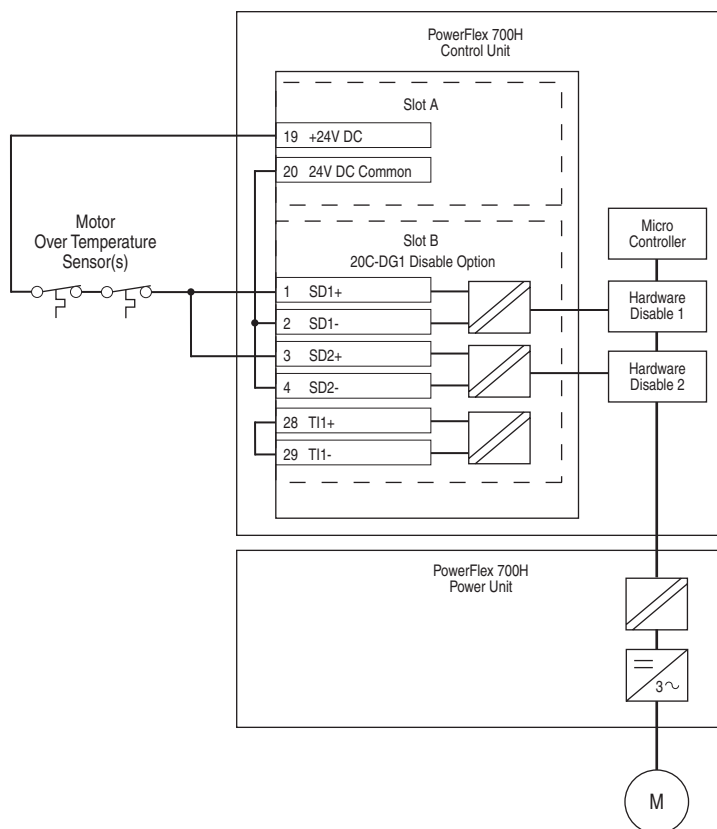 PowerFlex 700H
Control Unit
Slot A
19 +24V DC
20 24V DC Common
Motor
Over Temperature
Sensor(s)
Slot B
20C-DG1 Disable Option
1 SD1+
2 SD1-
3 SD2+
4 SD2-
28 TI1+
29 TI1-
Micro
Controller
Hardware
Disable 1
Hardware
Disable 2
PowerFlex 700H
Power Unit
3
M